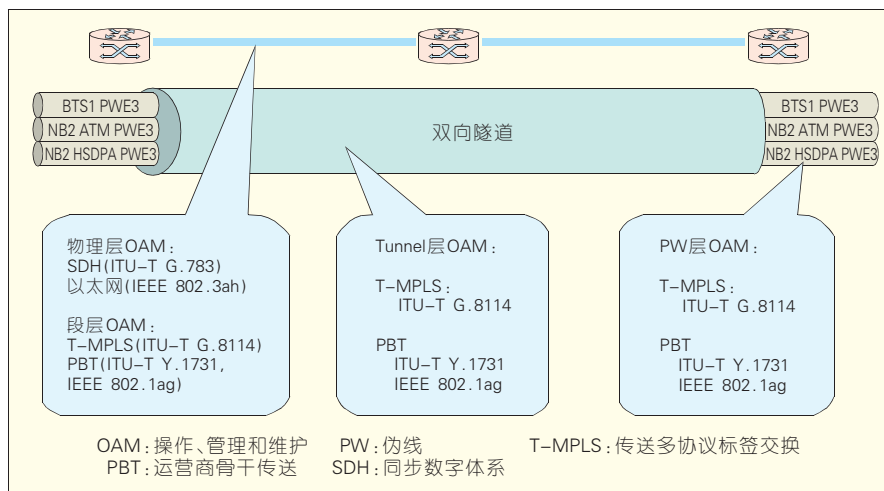 BTS1 PWE3
NB2 ATM PWE3
NB2 HSDPA PWE3
双向隧道
BTS1 PWE3
NB2 ATM PWE3
NB2 HSDPA PWE3
物理层OAM:
SDH(ITU-T G.783)
以太网(IEEE 802.3ah)
段层OAM:
T-MPLS(ITU-T G.8114)
PBT(ITU-T Y.1731,
IEEE 802.1ag)
Tunnel层OAM:
T-MPLS:
ITU-T G.8114
PBT
ITU-T Y.1731
IEEE 802.1ag
PW层OAM:
T-MPLS:
ITU-T G.8114
PBT
ITU-T Y.1731
IEEE 802.1ag
OAM:操作、管理和维护 PW:伪线 T-MPLS:传送多协议标签交换
PBT:运营商骨干传送 SDH:同步数字体系